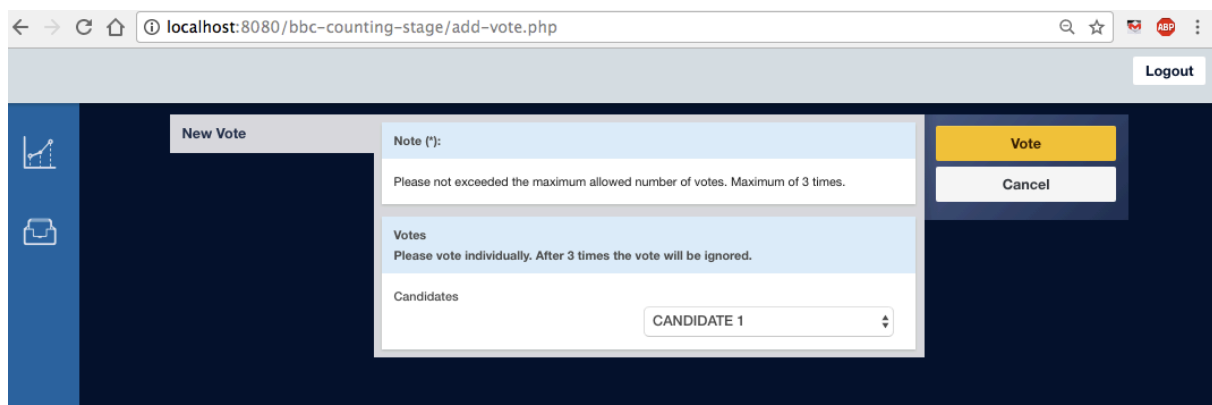 localhost:8080/bbc-counting-stage/add-vote.php
ABP
Logout
New Vote
Note (*):
Please not exceeded the maximum allowed number of votes. Maximum of 3 times.
Vote
Cancel
Votes
Please vote individually. After 3 times the vote will be ignored.
Candidates
CANDIDATE 1